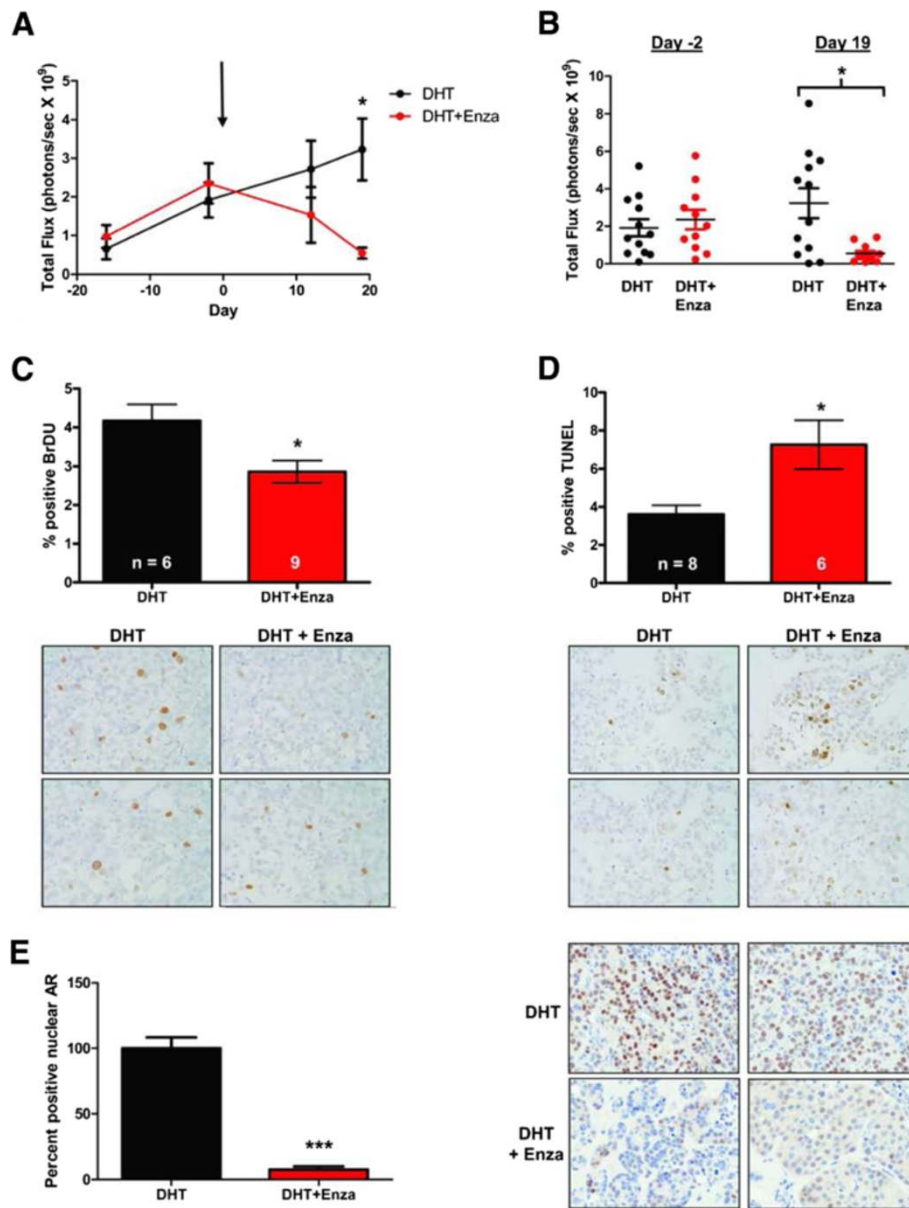 A
Total Flux (photons/sec X 10⁹)
5
4
3
2
1
0
-20
-10
0
10
20
Day
*
DHT
DHT+Enza
B
Day -2
Day 19
*
Total Flux (photons/sec X 10⁹)
10
8
6
4
2
0
DHT
DHT+
Enza
DHT
DHT+
Enza
C
% positive BrDU
5
4
3
2
1
0
*
n = 6
9
DHT
DHT+Enza
DHT
DHT + Enza
D
% positive TUNEL
10
8
6
4
2
0
*
n = 8
6
DHT
DHT+Enza
DHT
DHT + Enza
E
Percent positive nuclear AR
150
100
50
0
***
DHT
DHT+Enza
DHT
DHT
+ Enza